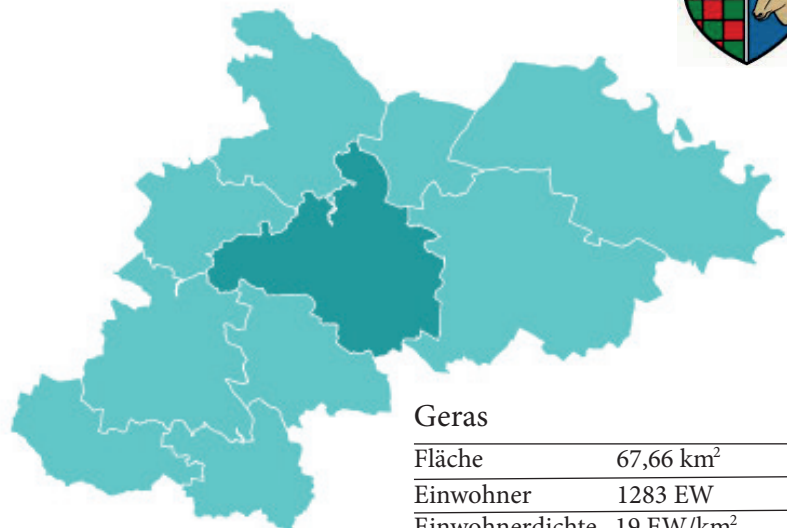 Geras
Fläche 67,66 km²
Einwohner 1283 EW
Einwohnerdichte 19 EW/km²